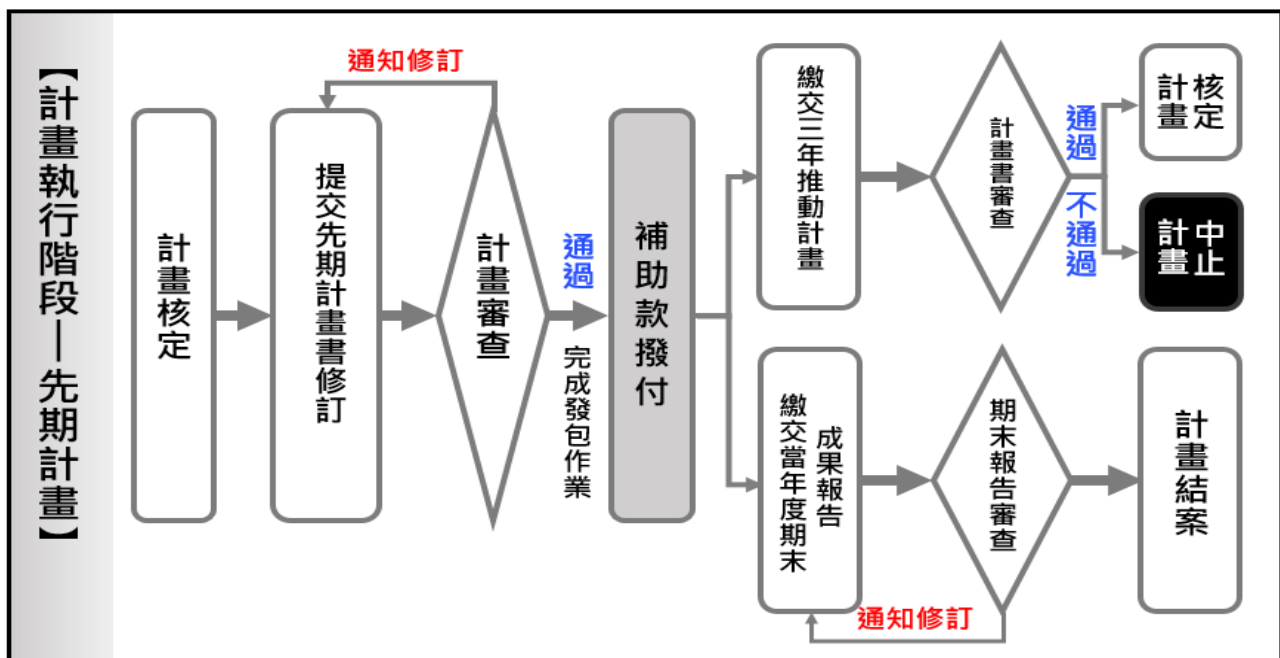 【計畫執行階段—先期計畫】
計畫核定
提交先期計畫書修訂
通知修訂
計畫審查
通過
完成發包作業
補助款撥付
繳交三年推動計畫
計畫書審查
通過
不通過
計畫
核定
計畫
中止
繳交當年度期末
成果報告
期末報告審查
通知修訂
計畫結案